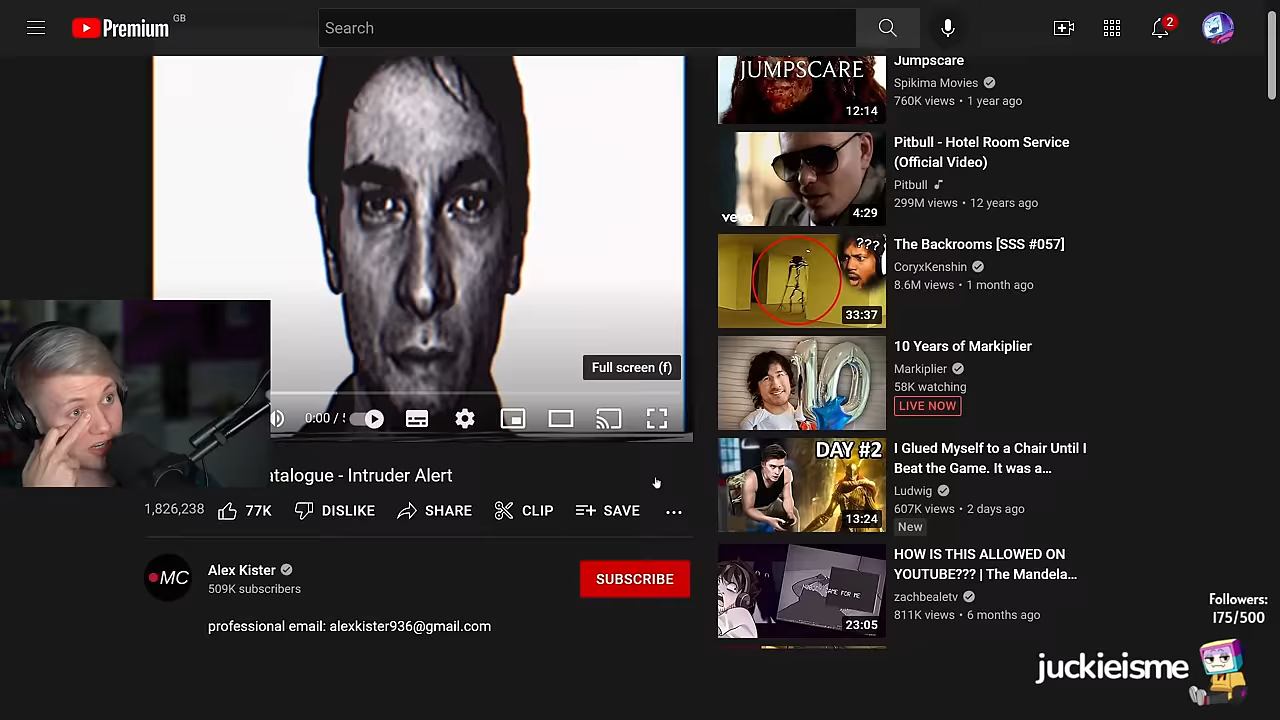 Premium GB
Search
2
Full screen (f)
0:00 /
atalogue - Intruder Alert
1,826,238
77K
DISLIKE
SHARE
CLIP
SAVE
MC
Alex Kister
509K subscribers
SUBSCRIBE
professional email: alexkister936@gmail.com
JUMPSCARE
12:14
Jumpscare
Spikima Movies
760K views • 1 year ago
vevo
4:29
Pitbull - Hotel Room Service
(Official Video)
Pitbull
299M views • 12 years ago
???
33:37
The Backrooms [SSS #057]
CoryxKenshin
8.6M views • 1 month ago
10
10 Years of Markiplier
Markiplier
58K watching
LIVE NOW
DAY #2
13:24
I Glued Myself to a Chair Until I
Beat the Game. It was a...
Ludwig
607K views • 2 days ago
New
23:05
HOW IS THIS ALLOWED ON
YOUTUBE??? | The Mandela...
zachbealetv
811K views • 6 months ago
Followers:
175/500
juckieisme